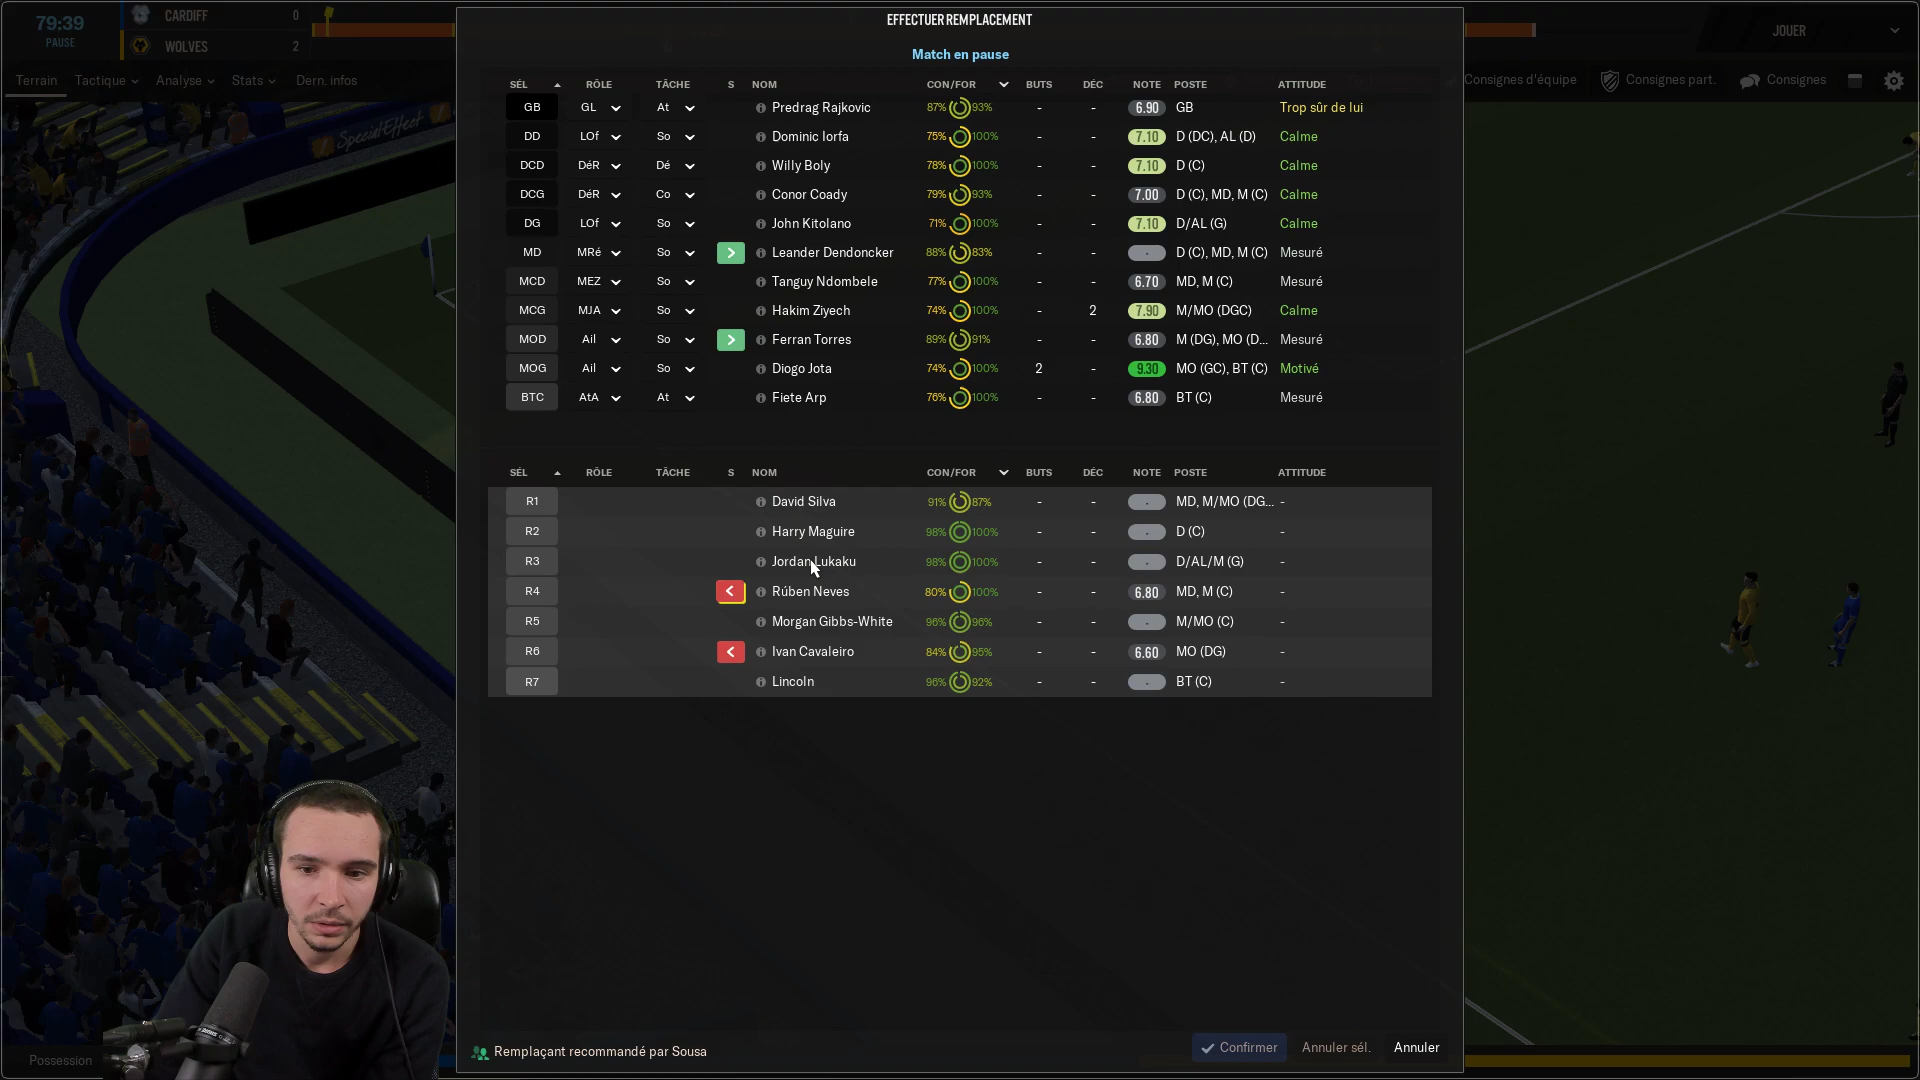 79:39
PAUSE
CARDIFF 0
WOLVES 2
Terrain Tactique Analyse Stats Dern. infos
SpecialEffect
EFFECTUER REMPLACEMENT
Match en pause
JOUER
Consignes d'équipe Consignes part. Consignes
SÉL RÔLE TÂCHE S NOM CON/FOR BUTS DÉC NOTE POSTE ATTITUDE
GB GL At Predrag Rajkovic 87% 93% - - 6.90 GB Trop sûr de lui
DD LOf So Dominic Iorfa 75% 100% - - 7.10 D (DC), AL (D) Calme
DCD DéR Dé Willy Boly 78% 100% - - 7.10 D (C) Calme
DCG DéR Co Conor Coady 79% 93% - - 7.00 D (C), MD, M (C) Calme
DG LOf So John Kitolano 71% 100% - - 7.10 D/AL (G) Calme
MD MRé So Leander Dendoncker 88% 83% - - - D (C), MD, M (C) Mesuré
MCD MEZ So Tanguy Ndombele 77% 100% - - 6.70 MD, M (C) Mesuré
MCG MJA So Hakim Ziyech 74% 100% - 2 7.90 M/MO (DGC) Calme
MOD Ail So Ferran Torres 89% 91% - - 6.80 M (DG), MO (D... Mesuré
MOG Ail So Diogo Jota 74% 100% 2 - 9.30 MO (GC), BT (C) Motivé
BTC AtA At Fiete Arp 76% 100% - - 6.80 BT (C) Mesuré
SÉL RÔLE TÂCHE S NOM CON/FOR BUTS DÉC NOTE POSTE ATTITUDE
R1 David Silva 91% 87% - - - MD, M/MO (DG... -
R2 Harry Maguire 98% 100% - - - D (C) -
R3 Jordan Lukaku 98% 100% - - - D/AL/M (G) -
R4 Rúben Neves 80% 100% - - 6.80 MD, M (C) -
R5 Morgan Gibbs-White 96% 96% - - - M/MO (C) -
R6 Ivan Cavaleiro 84% 95% - - 6.60 MO (DG) -
R7 Lincoln 96% 92% - - - BT (C) -
Possession
Remplaçant recommandé par Sousa
Confirmer Annuler sél. Annuler